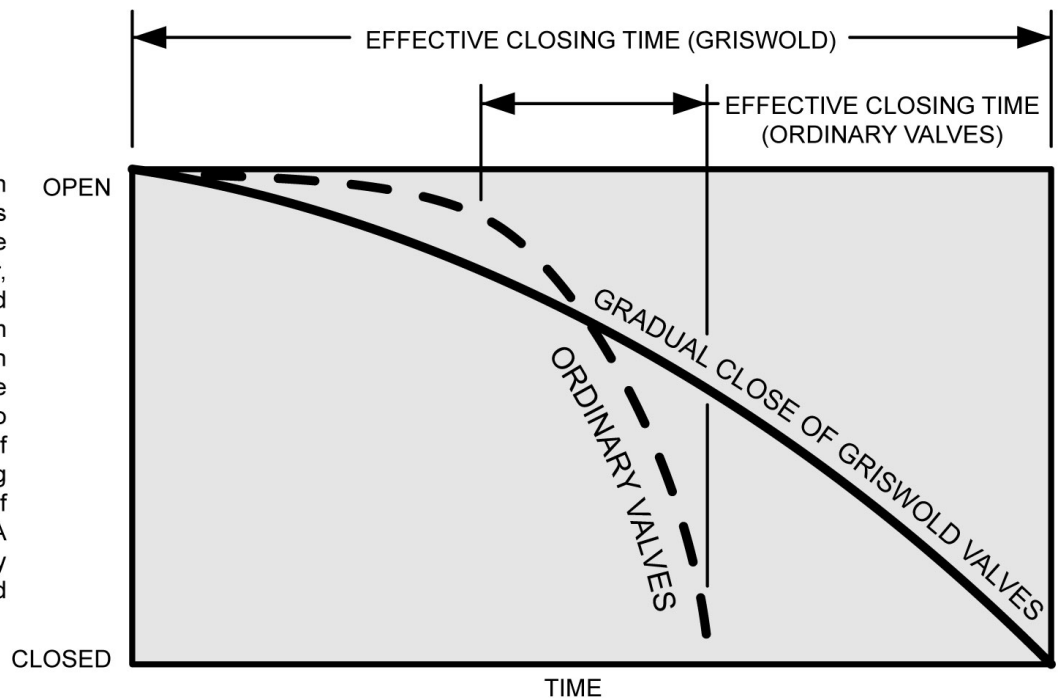 EFFECTIVE CLOSING TIME (GRISWOLD)
EFFECTIVE CLOSING TIME
(ORDINARY VALVES)
OPEN
GRADUAL CLOSE OF GRISWOLD VALVES
ORDINARY VALVES
CLOSED
TIME